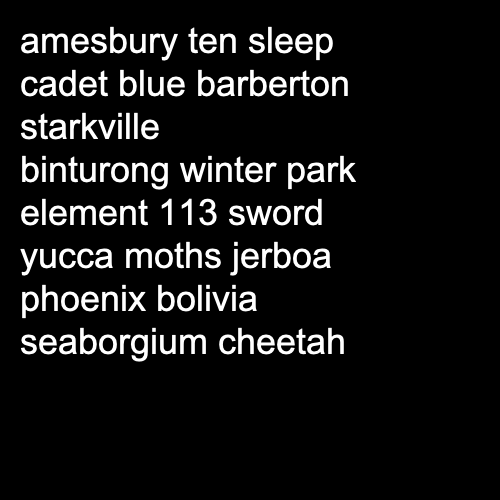 amesbury ten sleep
cadet blue barberton
starkville
binturong winter park
element 113 sword
yucca moths jerboa
phoenix bolivia
seaborgium cheetah